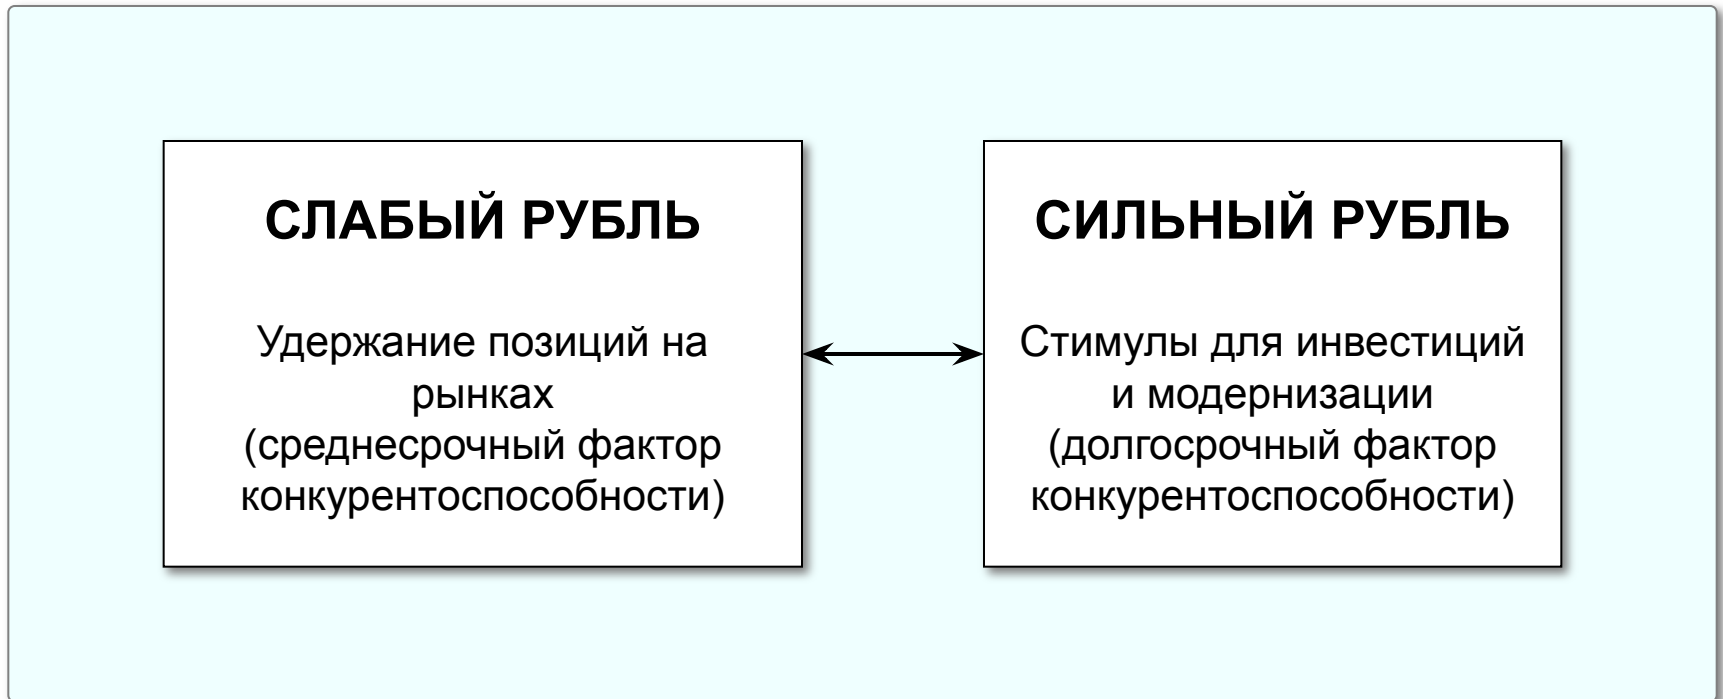 СЛАБЫЙ РУБЛЬ
Удержание позиций на
рынках
(среднесрочный фактор
конкурентоспособности)
СИЛЬНЫЙ РУБЛЬ
Стимулы для инвестиций
и модернизации
(долгосрочный фактор
конкурентоспособности)